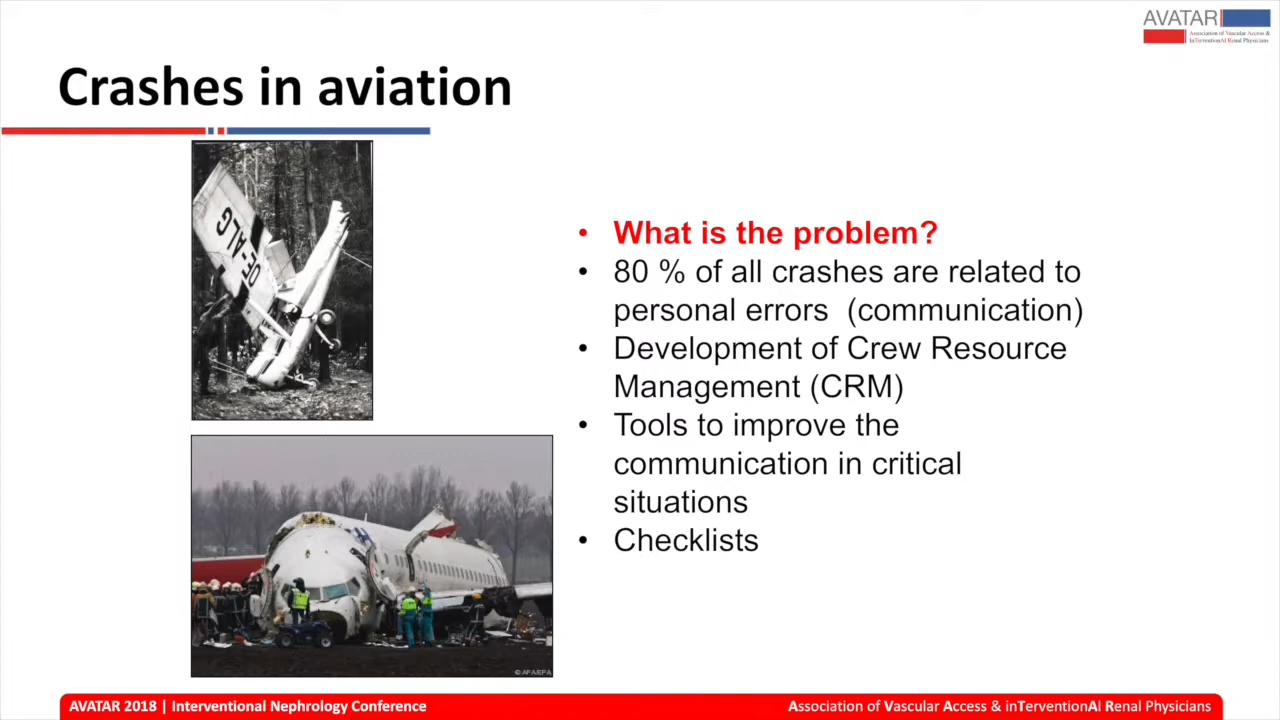 AVATAR
Association of Vascular Access &
inTerventionAl Renal Physicians
Crashes in aviation
OE-ALG
• What is the problem?
• 80 % of all crashes are related to
personal errors (communication)
• Development of Crew Resource
Management (CRM)
• Tools to improve the
communication in critical
situations
• Checklists
© APA/EPA
AVATAR 2018 | Interventional Nephrology Conference
Association of Vascular Access & inTerventionAl Renal Physicians